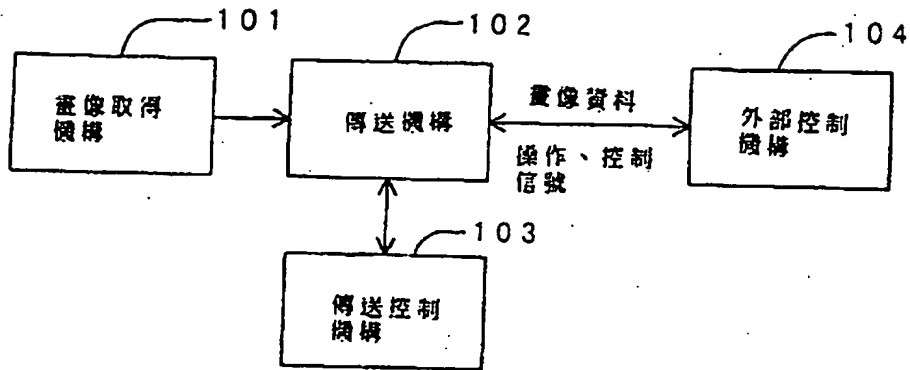 101
102
104
畫像取得
機構
傳送機構
畫像資料
操作、控制
信號
外部控制
機構
103
傳送控制
機構